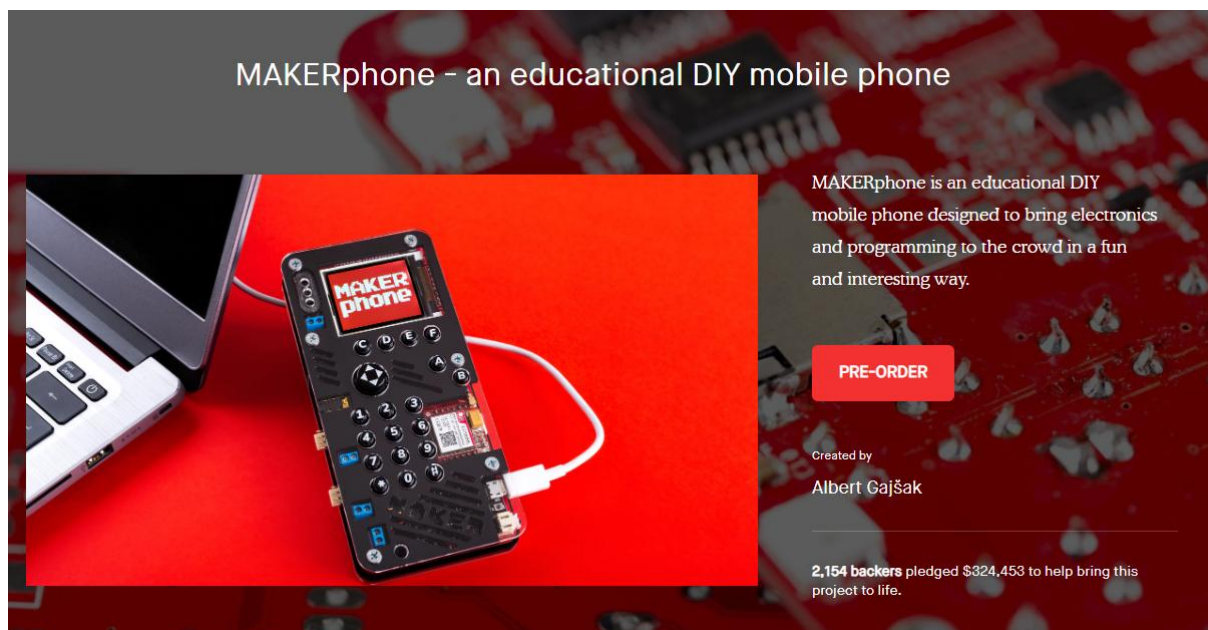 MAKERphone - an educational DIY mobile phone
MAKERphone is an educational DIY
mobile phone designed to bring electronics
and programming to the crowd in a fun
and interesting way.
MAKER
phone
C D E F
A
B
1 2 3
4 5 6
7 8 9
* 0 #
PRE-ORDER
Created by
Albert Gajšak
2,154 backers pledged $324,453 to help bring this
project to life.